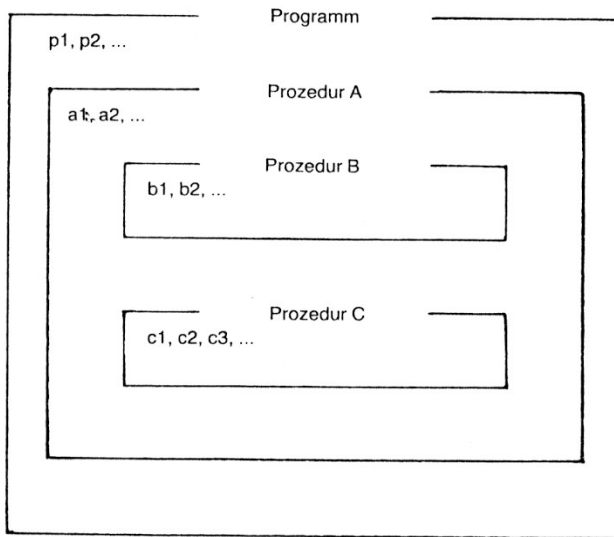 Programm
p1, p2, ...
Prozedur A
a1, a2, ...
Prozedur B
b1, b2, ...
Prozedur C
c1, c2, c3, ...